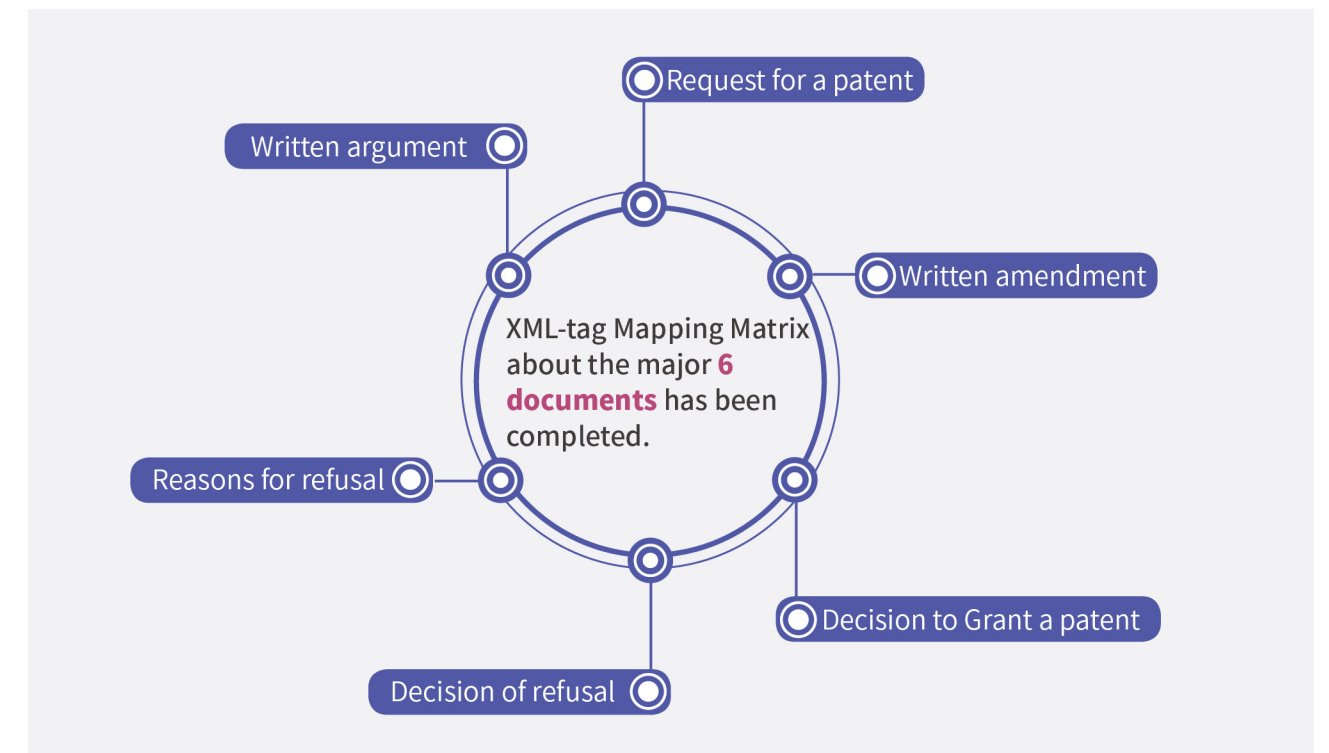 Request for a patent
Written argument
Written amendment
XML-tag Mapping Matrix
about the major 6
documents has been
completed.
Reasons for refusal
Decision to Grant a patent
Decision of refusal